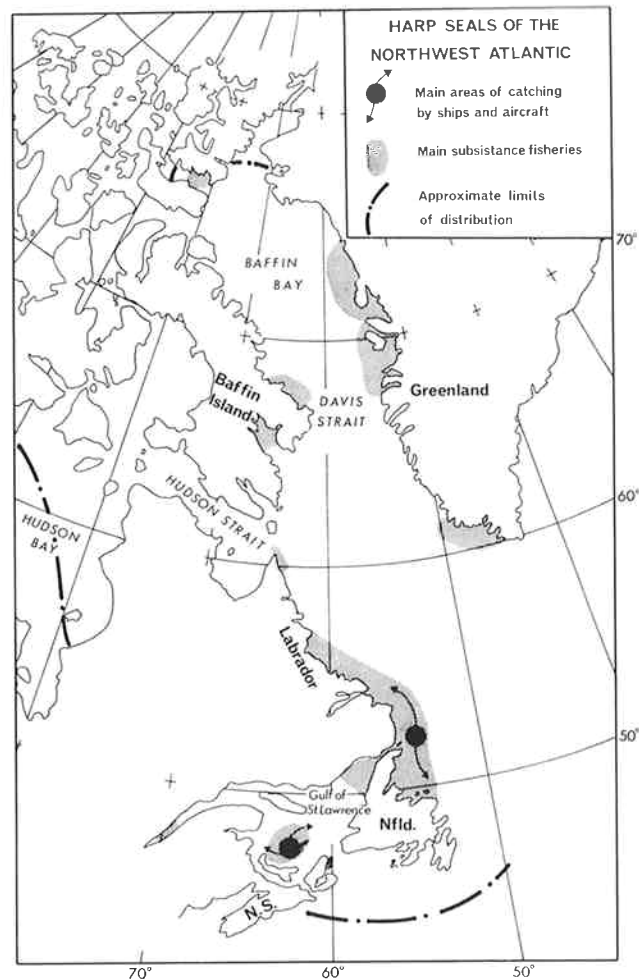 HARP SEALS OF THE
NORTHWEST ATLANTIC
Main areas of catching
by ships and aircraft
Main subsistance fisheries
Approximate limits
of distribution
70°
BAFFIN
BAY
Baffin
Island
DAVIS
STRAIT
Greenland
HUDSON STRAIT
HUDSON
BAY
60°
Labrador
50°
Gulf of
St Lawrence
Nfld.
N.S.
70°
60°
50°